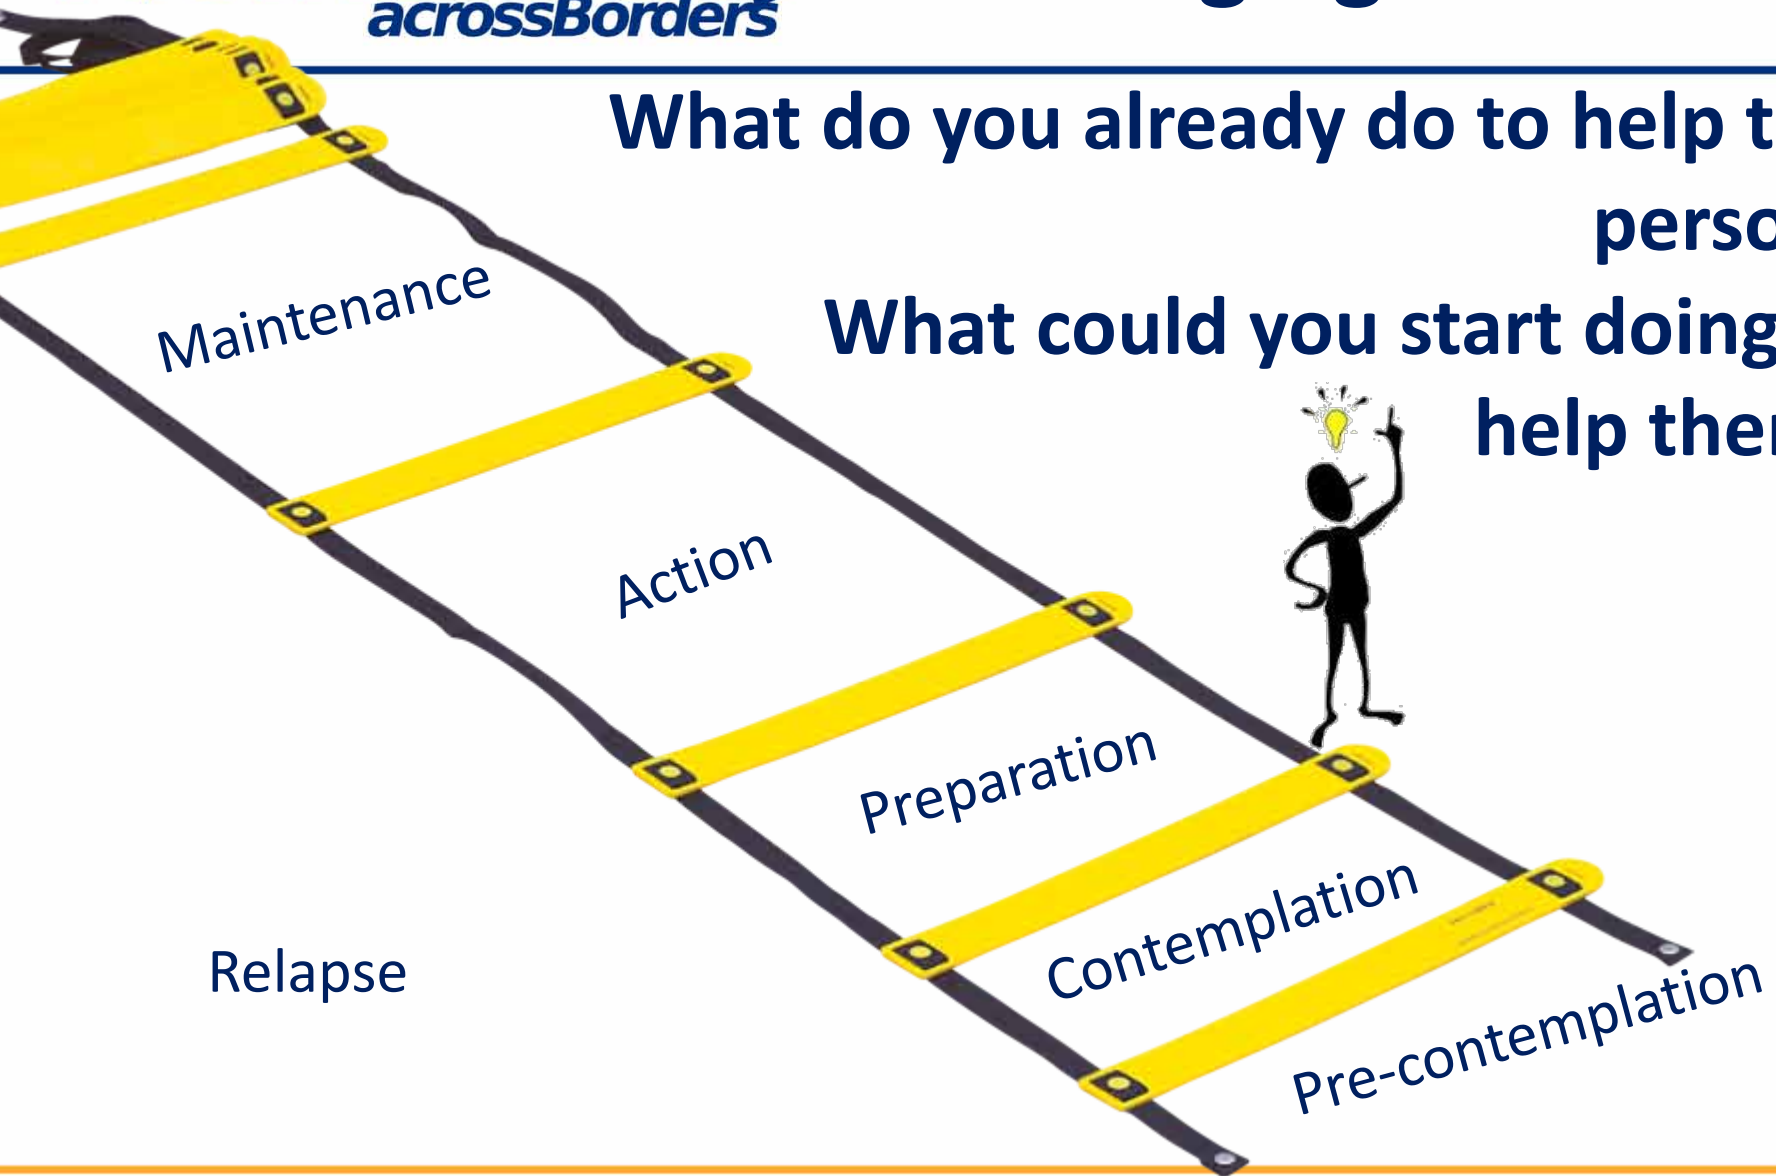 acrossBorders
What do you already do to help t
perso
What could you start doing
help ther
Maintenance
Action
Preparation
Contemplation
Pre-contemplation
Relapse